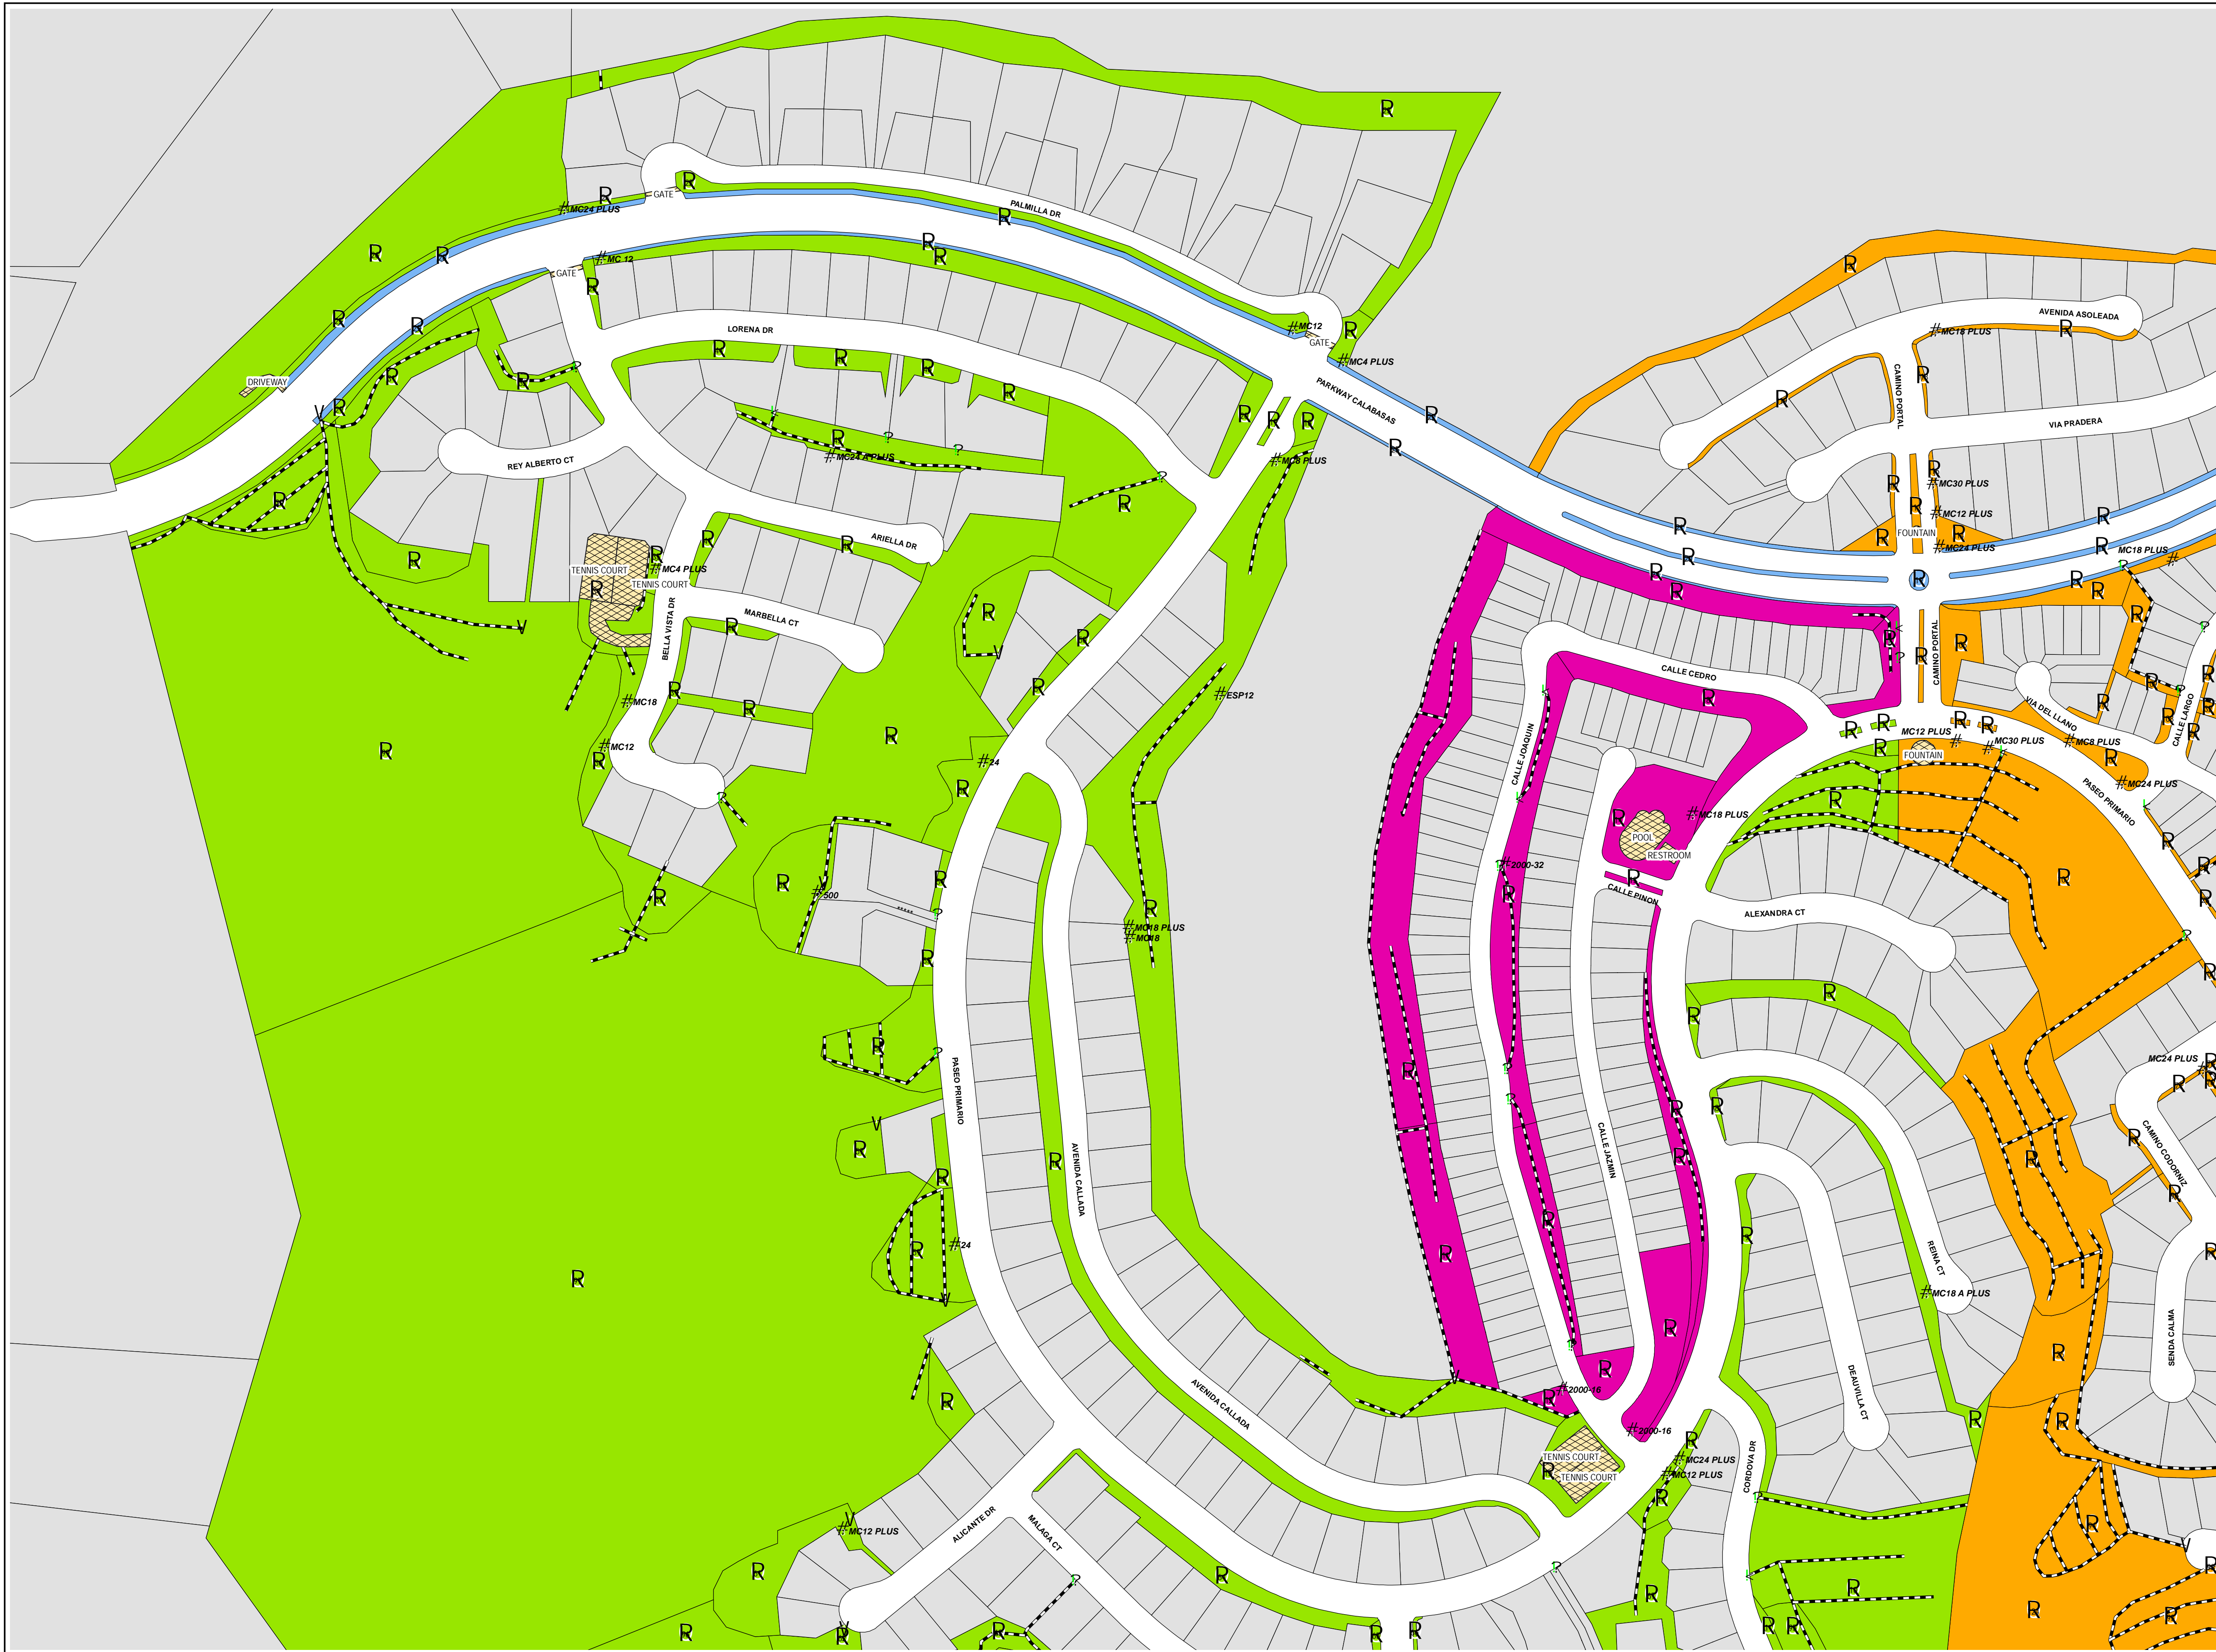 R
GATE
R
R
#MC24 PLUS
PALMILLA DR
R
R
R
R
R
#MC 12
GATE
R
R
AVENIDA ASOLEADA
#MC18 PLUS
R
R
R
LORENA DR
#MC12
R
GATE
#MC4 PLUS
R
R
R
R
DRIVEWAY
R
R
R
PARKWAY CALABASAS
CAMINO PORTAL
R
R
V
R
R
R
R
R
R
VIA PRADERA
R
R
?
?
#MC24 A PLUS
#MC8 PLUS
REY ALBERTO CT
R
R
#MC30 PLUS
R
R
R
R
#MC12 PLUS
R
R
ARIELLA DR
R
R
R
FOUNTAIN
R
#MC24 PLUS
MC18 PLUS
#
R
R
R
R
TENNIS COURT
#MC4 PLUS
TENNIS COURT
R
R
R
R
R
R
R
MARBELLA CT
BELLA VISTA DR
R
R
V
V
R
R
R
R
CAMINO PORTAL
CALLE CEDRO
R
R
R
#MC18
#ESP12
R
R
R
R
VIA DEL LLANO
CALLE LARGO
R
R
#MC12
R
#24
CALLE JOAQUIN
R
R
R
MC12 PLUS
#
#MC30 PLUS
#MC8 PLUS
FOUNTAIN
R
#MC24 PLUS
PASEO PRIMARIO
R
R
R
#MC18 PLUS
POOL
RESTROOM
#2000-32
R
R
CALLE PINON
ALEXANDRA CT
R
V
#500
R
R
R
#MC18 PLUS
#MC18
R
R
R
R
R
PASEO PRIMARIO
R
MC24 PLUS
#
R
V
R
R
AVENIDA CALLADA
R
R
CALLE JAZMIN
R
R
R
R
CAMINO CODORNIZ
R
R
#24
R
V
R
R
R
R
REINA CT
#MC18 A PLUS
R
R
SENDA CALMA
R
R
V
AVENIDA CALLADA
R
#2000-16
#2000-16
DEAUVILLA CT
R
R
TENNIS COURT
R
TENNIS COURT
R
#MC24 PLUS
#MC12 PLUS
R
CORDOVA DR
V
#MC12 PLUS
ALICANTE DR
MALAGA CT
R
R
R
R
R
R
V
R
R
R
R
R
R
R
R
R